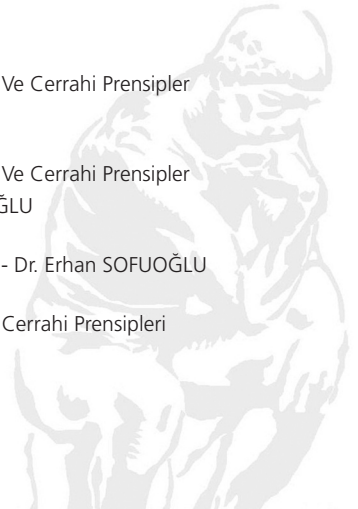 Ve Cerrahi Prensipler
Ve Cerrahi Prensipler
ĞLU
- Dr. Erhan SOFUOĞLU
Cerrahi Prensipleri